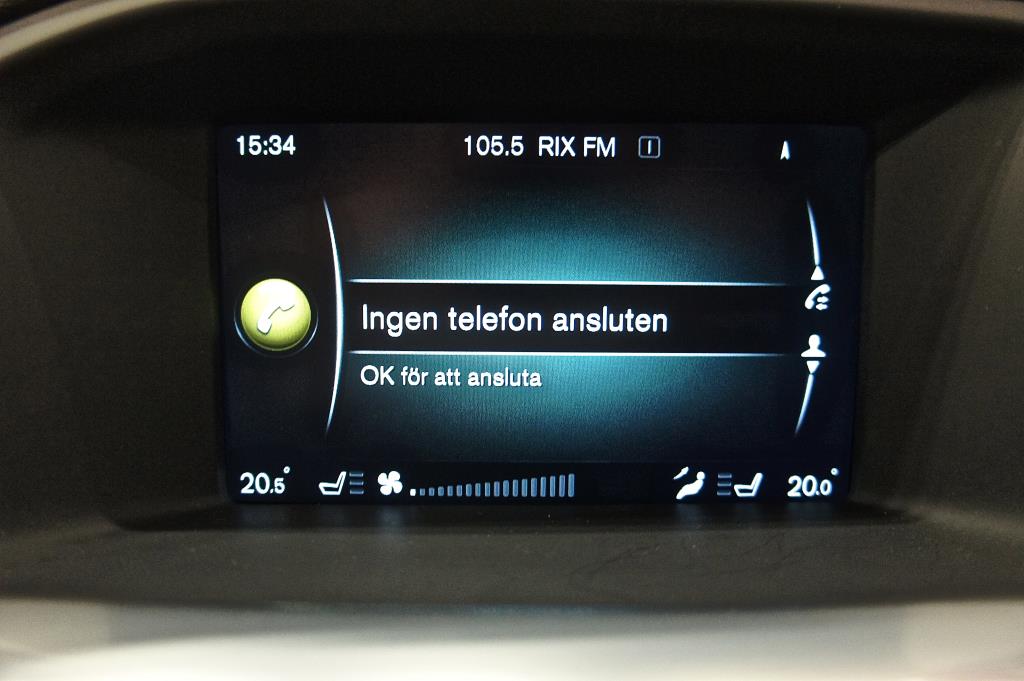 15:34 105.5 RIX FM I
Ingen telefon ansluten
OK för att ansluta
20.5° 20.0°